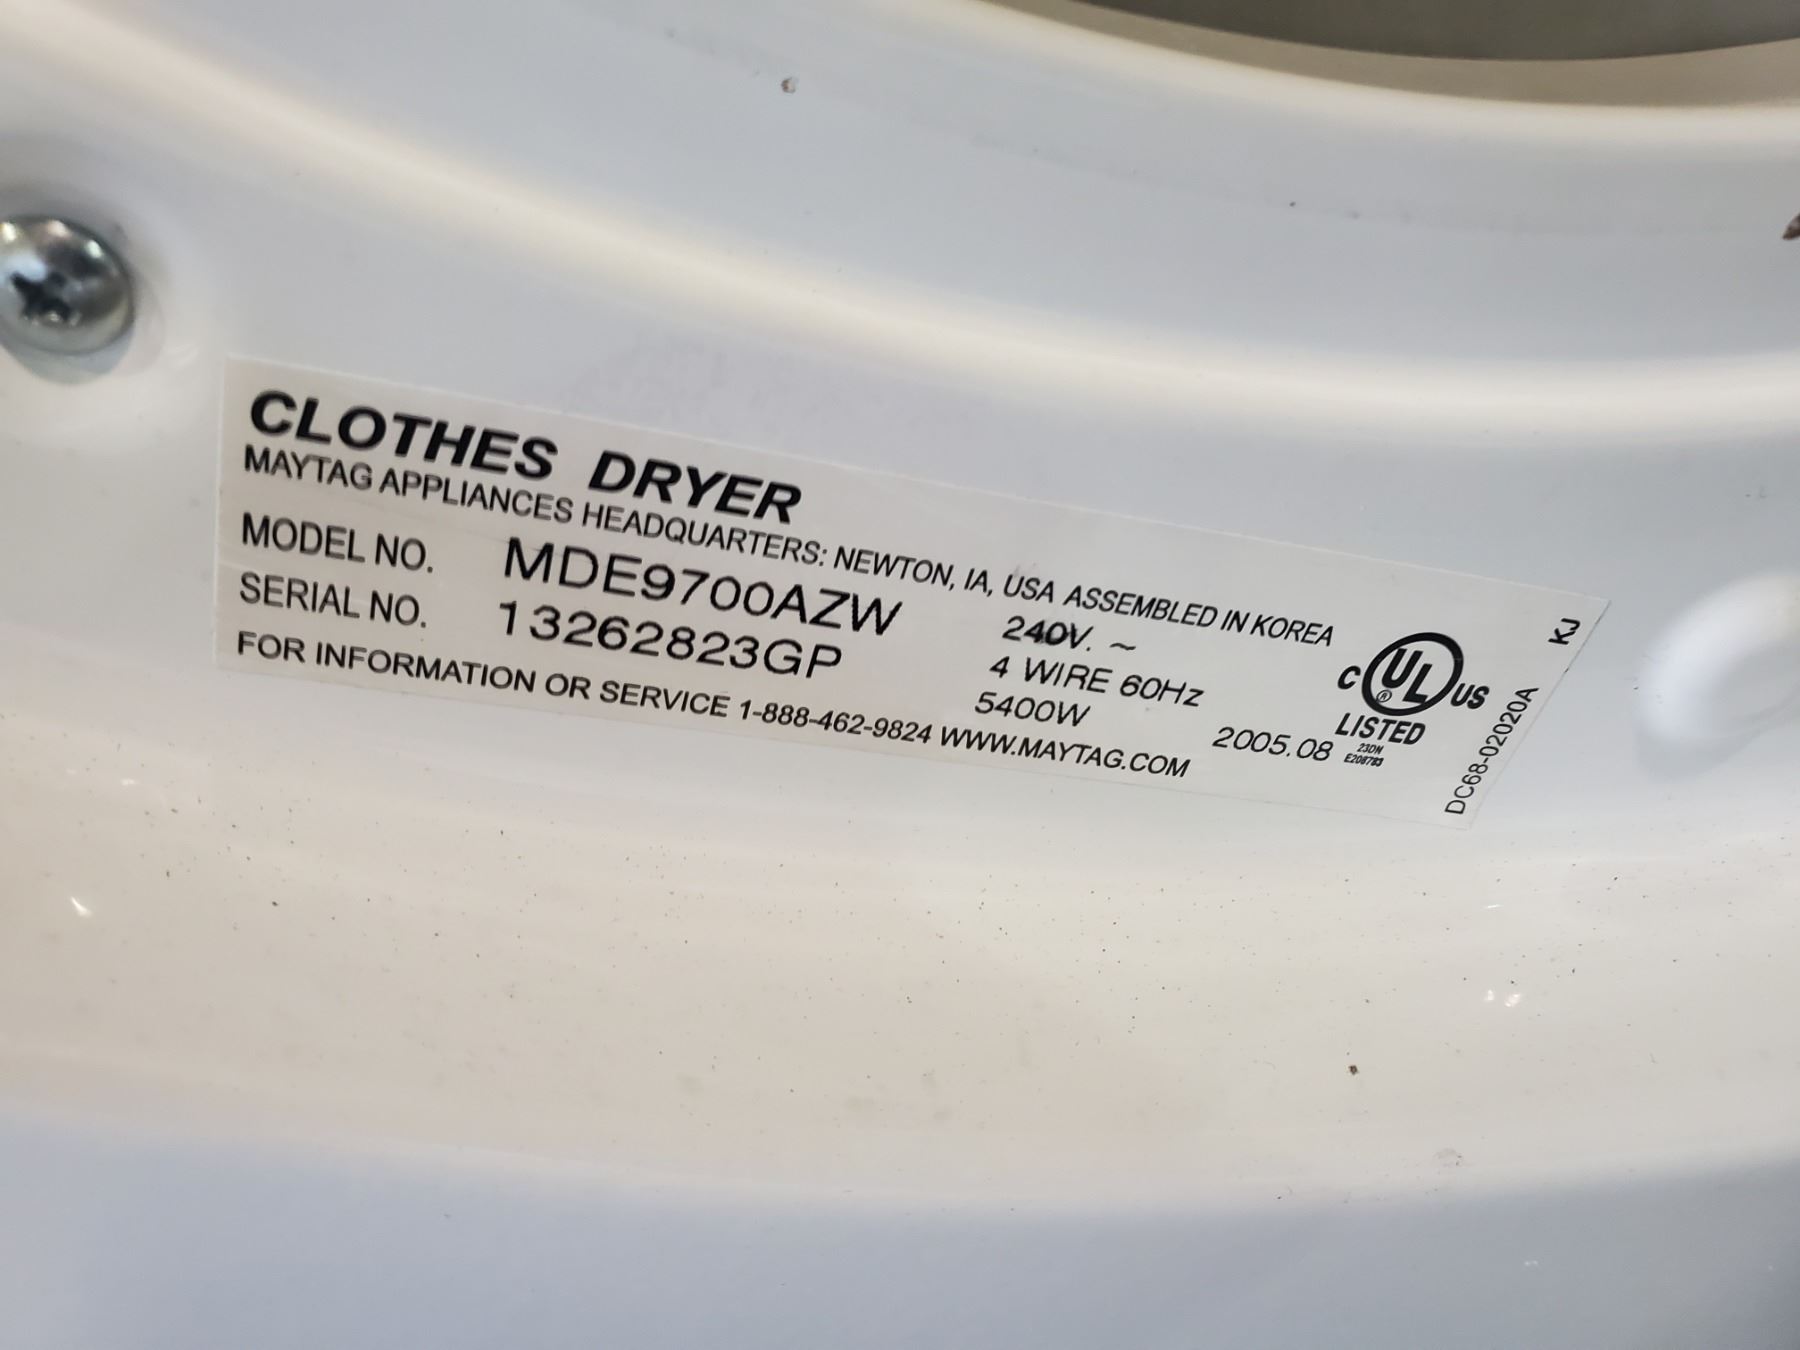 CLOTHES DRYER
MAYTAG APPLIANCES HEADQUARTERS: NEWTON, IA, USA ASSEMBLED IN KOREA
MODEL NO. MDE9700AZW 240V. ~
SERIAL NO. 13262823GP 4 WIRE 60Hz
5400W
FOR INFORMATION OR SERVICE 1-888-462-9824 WWW.MAYTAG.COM
2005.08
C UL® US
LISTED
23DN
E208783
KJ
DC68-02020A